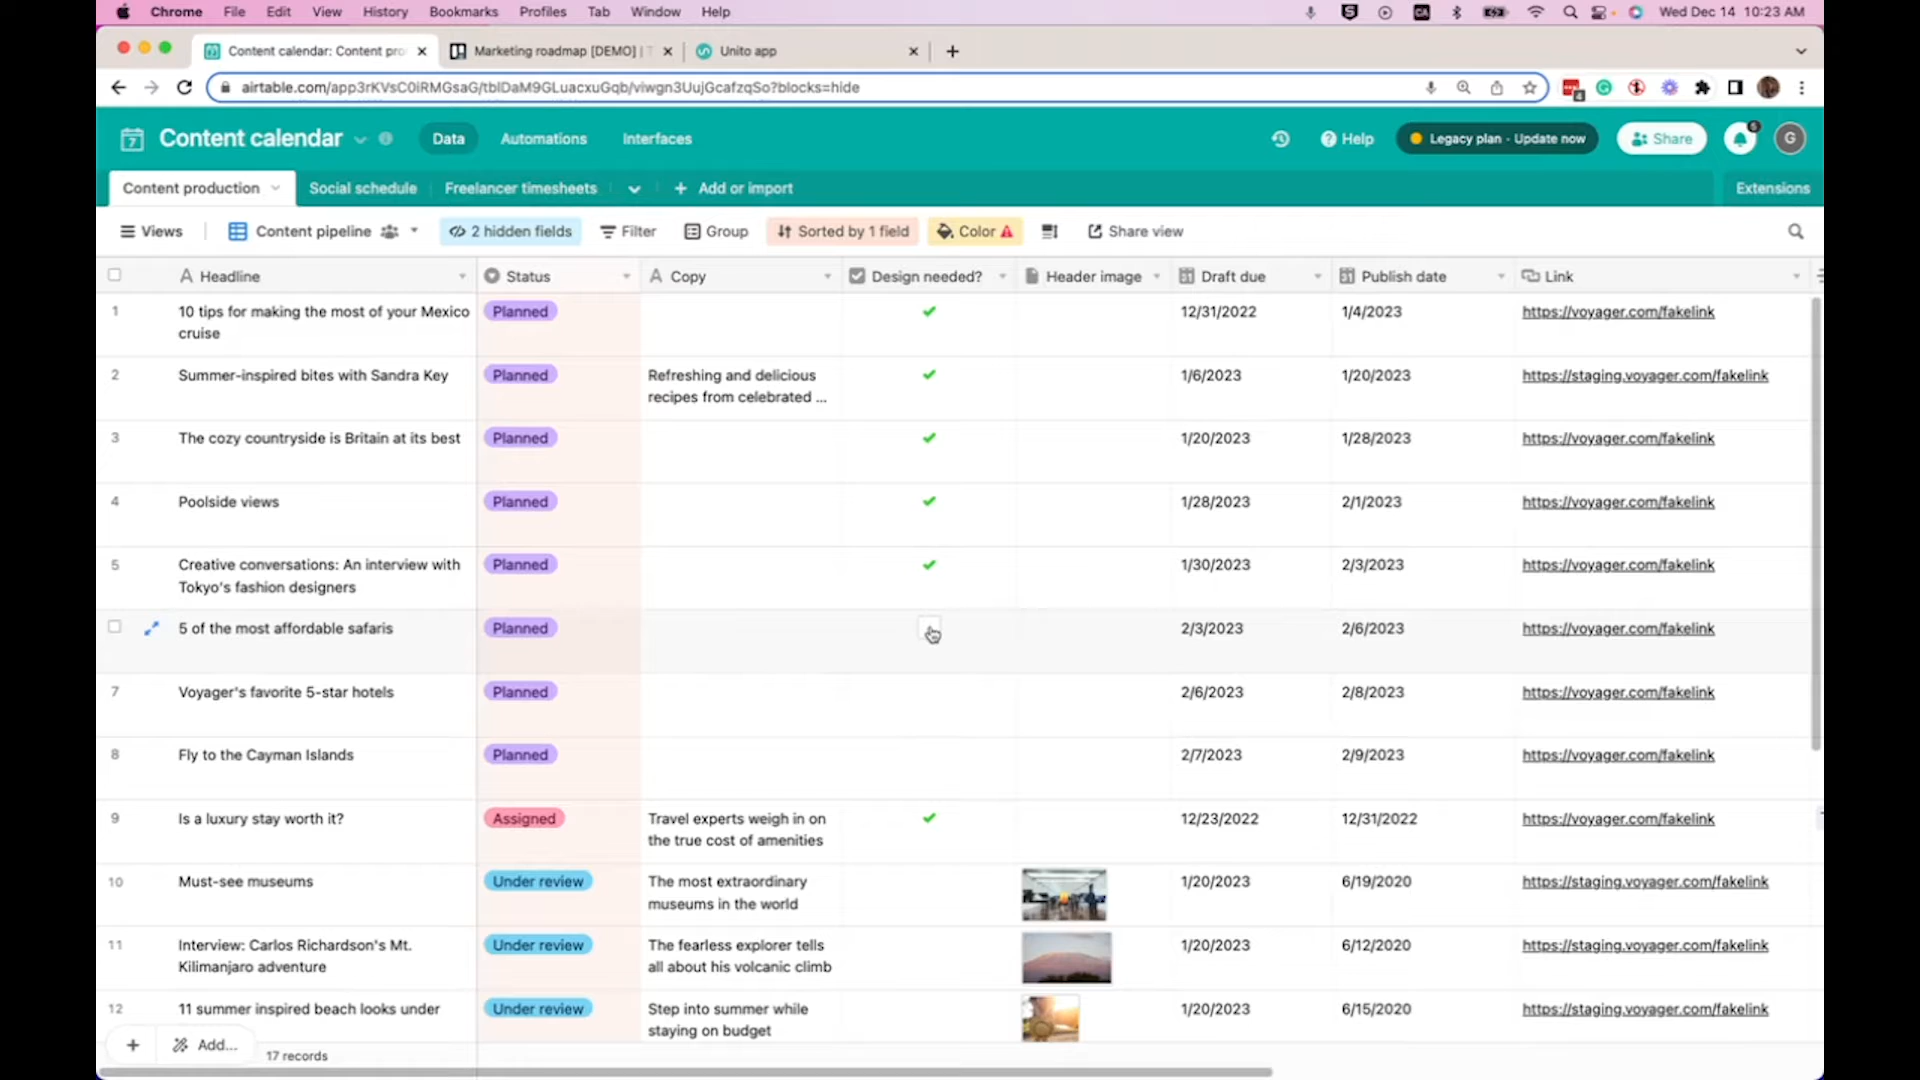 Chrome File Edit View History Bookmarks Profiles Tab Window Help Wed Dec 14 10:23 AM
Content calendar: Content pro Marketing roadmap [DEMO] | T Unito app
airtable.com/app3rKVsC0iRMGsaG/tblDaM9GLuacxuGqb/viwgn3UujGcafzqSo?blocks=hide
Content calendar Data Automations Interfaces Help Legacy plan - Update now Share 5 G
Content production Social schedule Freelancer timesheets + Add or import Extensions
Views Content pipeline 2 hidden fields Filter Group Sorted by 1 field Color Share view
Headline Status Copy Design needed? Header image Draft due Publish date Link
1 10 tips for making the most of your Mexico Planned 12/31/2022 1/4/2023 https://voyager.com/fakelink
cruise
2 Summer-inspired bites with Sandra Key Planned Refreshing and delicious 1/6/2023 1/20/2023 https://staging.voyager.com/fakelink
recipes from celebrated ...
3 The cozy countryside is Britain at its best Planned 1/20/2023 1/28/2023 https://voyager.com/fakelink
4 Poolside views Planned 1/28/2023 2/1/2023 https://voyager.com/fakelink
5 Creative conversations: An interview with Planned 1/30/2023 2/3/2023 https://voyager.com/fakelink
Tokyo's fashion designers
5 of the most affordable safaris Planned 2/3/2023 2/6/2023 https://voyager.com/fakelink
7 Voyager's favorite 5-star hotels Planned 2/6/2023 2/8/2023 https://voyager.com/fakelink
8 Fly to the Cayman Islands Planned 2/7/2023 2/9/2023 https://voyager.com/fakelink
9 Is a luxury stay worth it? Assigned Travel experts weigh in on 12/23/2022 12/31/2022 https://voyager.com/fakelink
the true cost of amenities
10 Must-see museums Under review The most extraordinary 1/20/2023 6/19/2020 https://staging.voyager.com/fakelink
museums in the world
11 Interview: Carlos Richardson's Mt. Under review The fearless explorer tells 1/20/2023 6/12/2020 https://staging.voyager.com/fakelink
Kilimanjaro adventure all about his volcanic climb
12 11 summer inspired beach looks under Under review Step into summer while 1/20/2023 6/15/2020 https://staging.voyager.com/fakelink
staying on budget
+ Add... 17 records